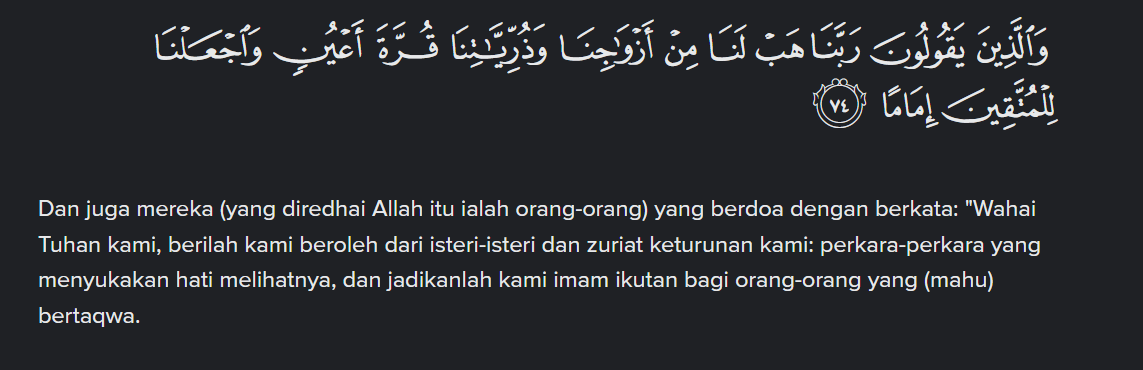 وَٱلَّذِينَ يَقُولُونَ رَبَّنَا هَبْ لَنَا مِنْ أَزْوَٰجِنَا وَذُرِّيَّـٰتِنَا قُرَّةَ أَعْيُنٍ وَٱجْعَلْنَا
لِلْمُتَّقِينَ إِمَامًا ٧٤
Dan juga mereka (yang diredhai Allah itu ialah orang-orang) yang berdoa dengan berkata: "Wahai
Tuhan kami, berilah kami beroleh dari isteri-isteri dan zuriat keturunan kami: perkara-perkara yang
menyukakan hati melihatnya, dan jadikanlah kami imam ikutan bagi orang-orang yang (mahu)
bertaqwa.